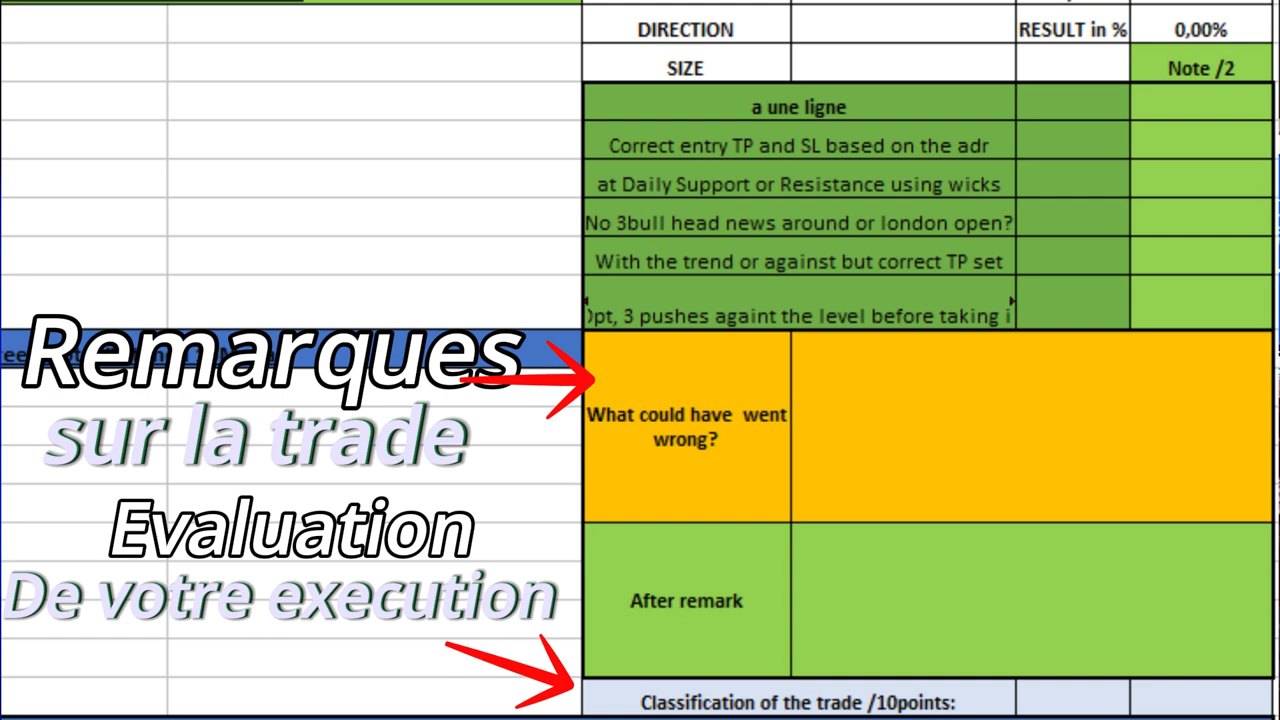 DIRECTION
RESULT in %
0,00%
SIZE
Note /2
a une ligne
Correct entry TP and SL based on the adr
at Daily Support or Resistance using wicks
No 3bull head news around or london open?
With the trend or against but correct TP set
pt, 3 pushes againt the level before taking i
Remarques
sur la trade
What could have went
wrong?
Evaluation
De votre execution
After remark
Classification of the trade /10points: